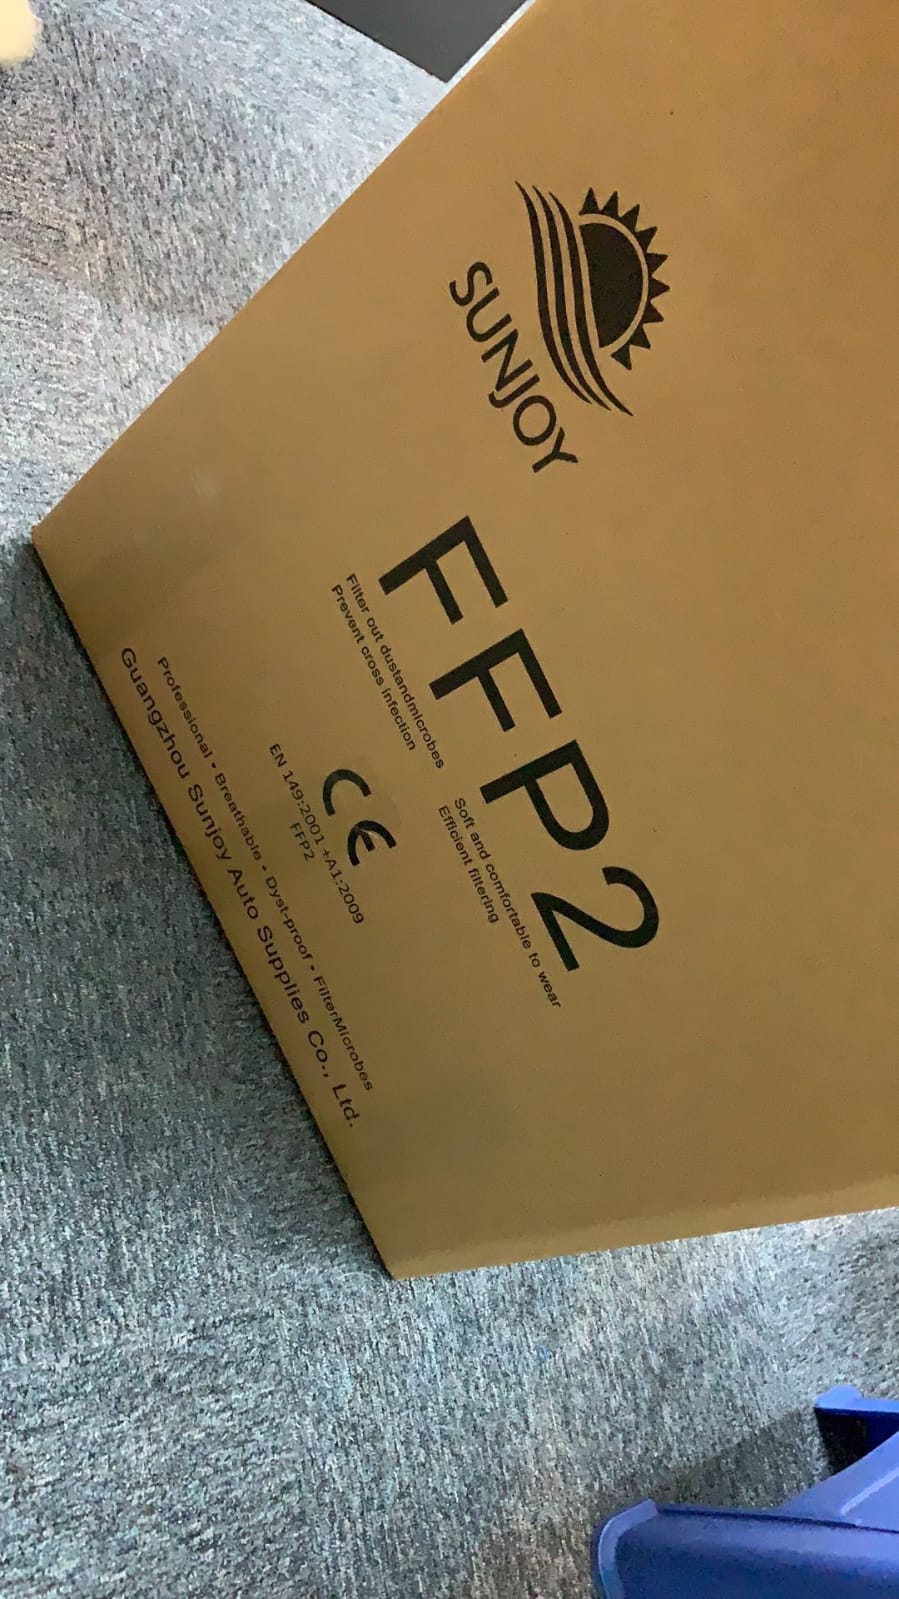 SUNJOY
FFP2
Filter out dustandmicrobes
Prevent cross infection
Soft and comfortable to wear
Efficient filtering
CE
EN 149:2001+A1:2009
FFP2
Professional • Breathable • Dyst-proof • FilterMicrobes
Guangzhou Sunjoy Auto Supplies Co., Ltd.